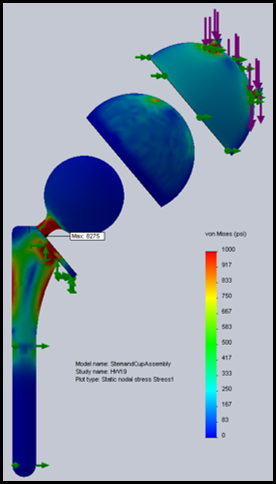 Max: 8275
von Mises (psi)
1000
917
833
750
667
583
500
417
333
250
167
83
0
Model name: StemandCupAssembly
Study name: HW19
Plot type: Static nodal stress Stress1